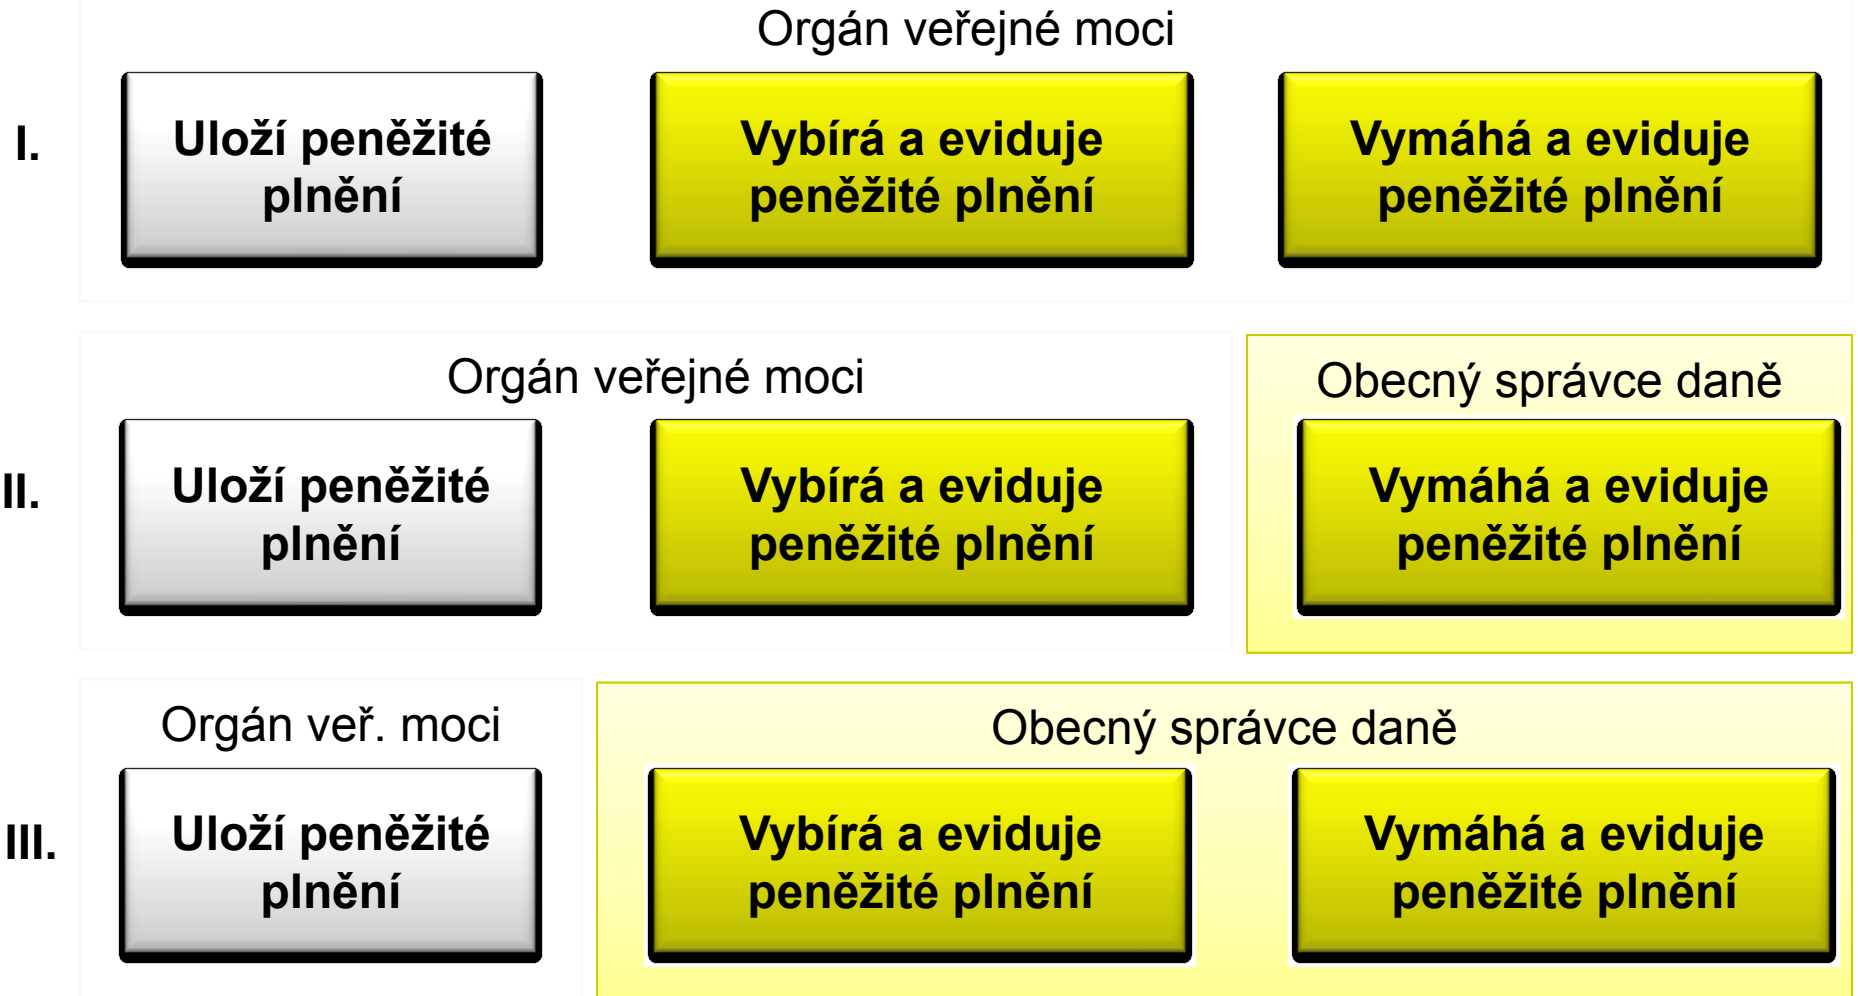 Orgán veřejné moci
I.
Uloží peněžité
plnění
Vybírá a eviduje
peněžité plnění
Vymáhá a eviduje
peněžité plnění
Orgán veřejné moci
Obecný správce daně
II.
Uloží peněžité
plnění
Vybírá a eviduje
peněžité plnění
Vymáhá a eviduje
peněžité plnění
Orgán veř. moci
Obecný správce daně
III.
Uloží peněžité
plnění
Vybírá a eviduje
peněžité plnění
Vymáhá a eviduje
peněžité plnění